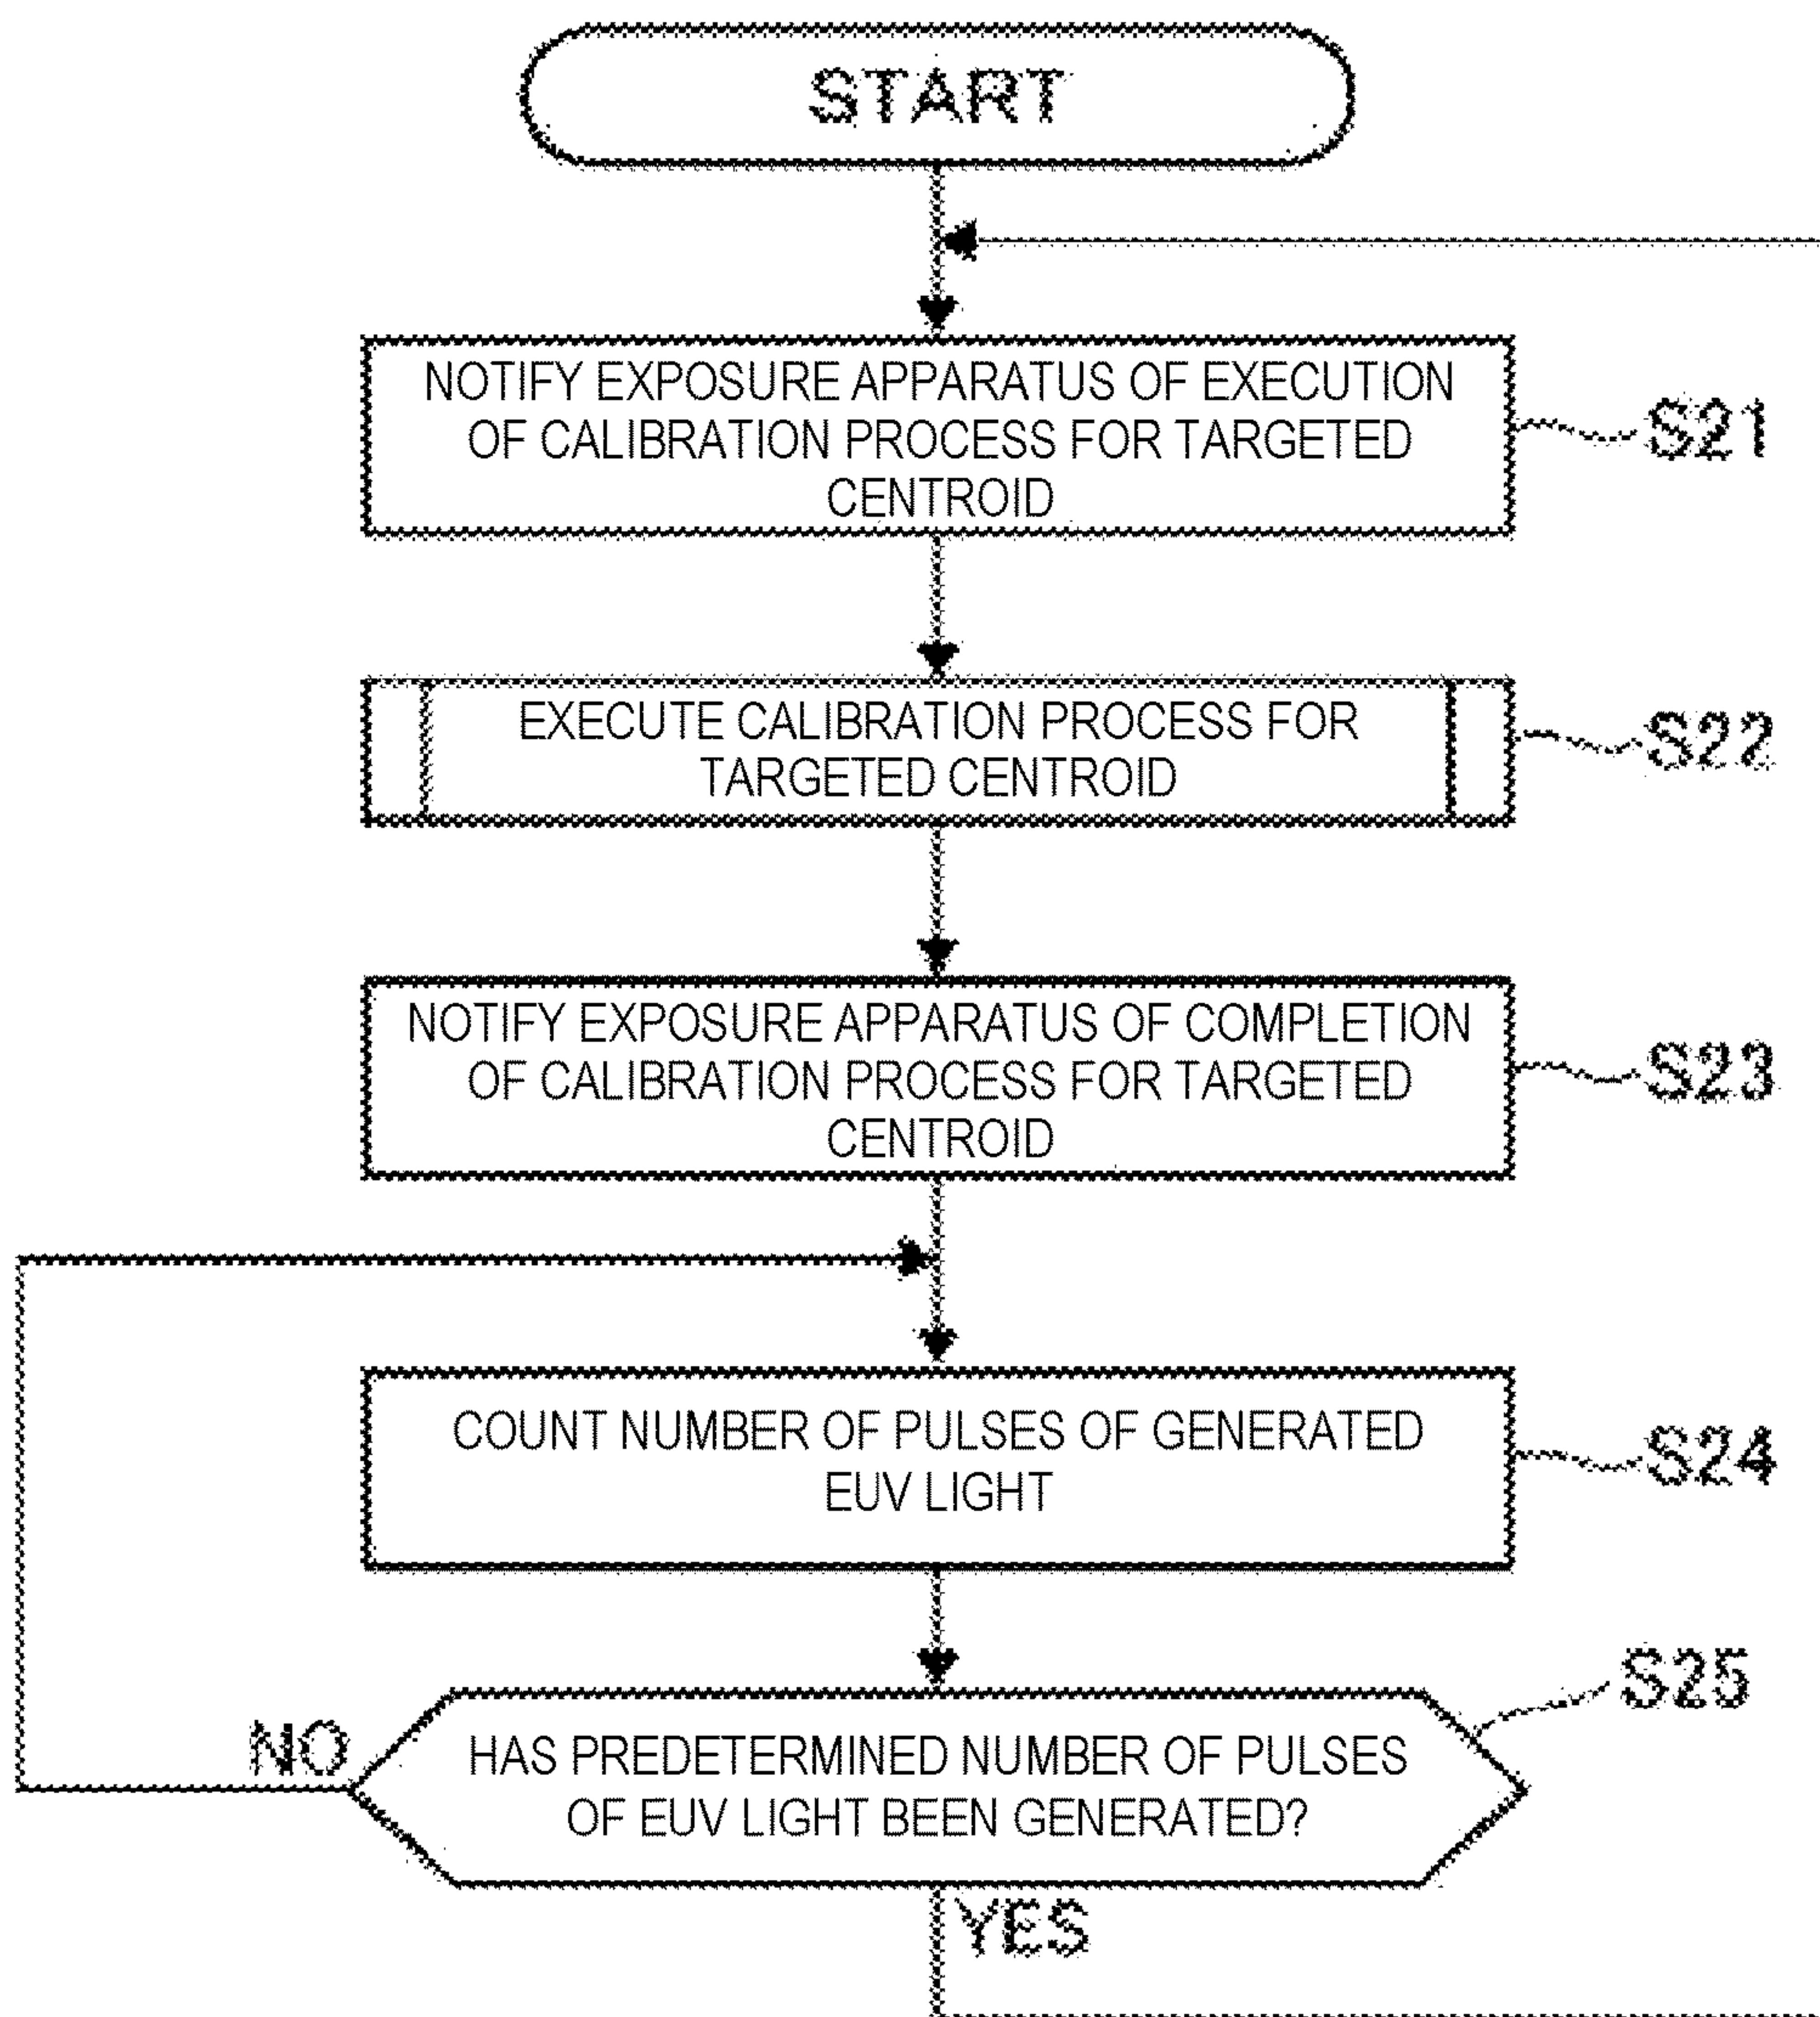 START
NOTIFY EXPOSURE APPARATUS OF EXECUTION
OF CALIBRATION PROCESS FOR TARGETED
CENTROID
S21
EXECUTE CALIBRATION PROCESS FOR
TARGETED CENTROID
S22
NOTIFY EXPOSURE APPARATUS OF COMPLETION
OF CALIBRATION PROCESS FOR TARGETED
CENTROID
S23
COUNT NUMBER OF PULSES OF GENERATED
EUV LIGHT
S24
S25
NO
HAS PREDETERMINED NUMBER OF PULSES
OF EUV LIGHT BEEN GENERATED?
YES